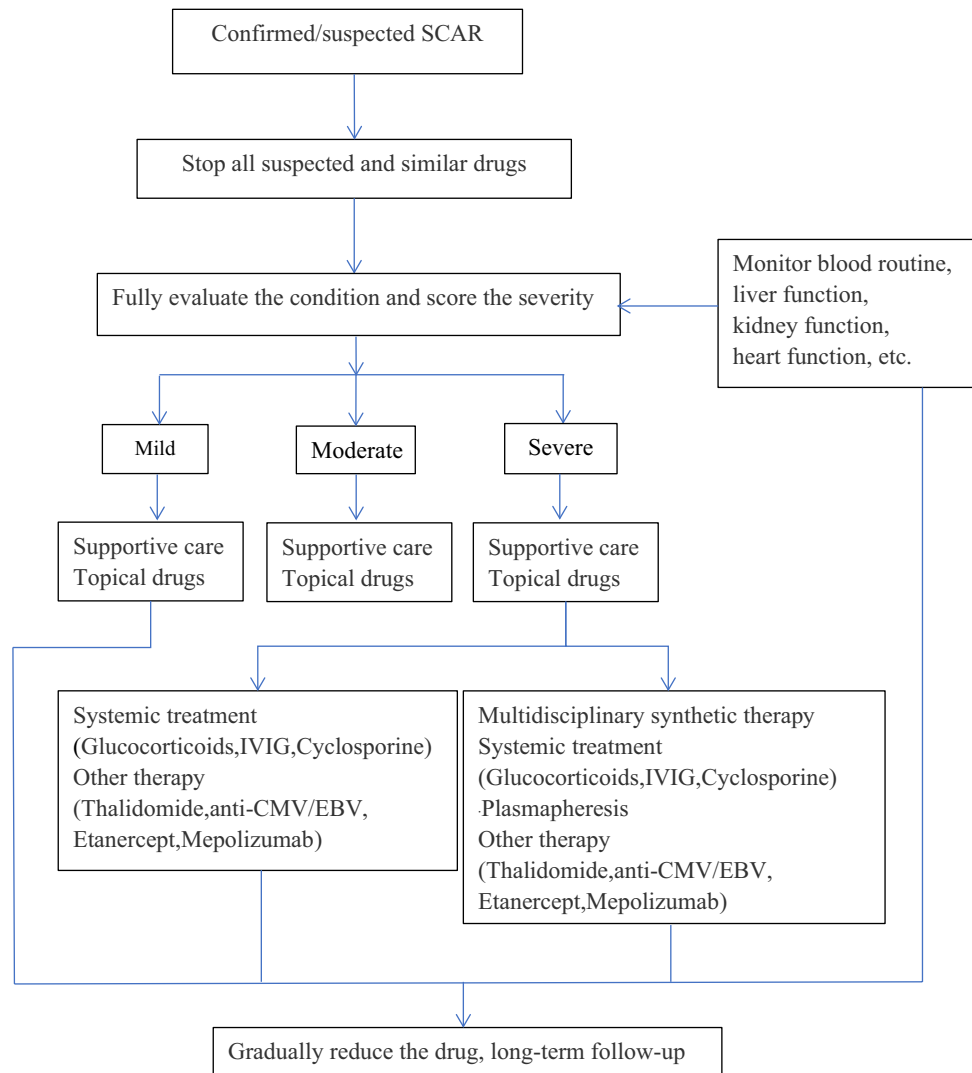 Confirmed/suspected SCAR
Stop all suspected and similar drugs
Monitor blood routine,
liver function,
kidney function,
heart function, etc.
Fully evaluate the condition and score the severity
Mild
Moderate
Severe
Supportive care
Topical drugs
Supportive care
Topical drugs
Supportive care
Topical drugs
Systemic treatment
(Glucocorticoids,IVIG,Cyclosporine)
Other therapy
(Thalidomide,anti-CMV/EBV,
Etanercept,Mepolizumab)
Multidisciplinary synthetic therapy
Systemic treatment
(Glucocorticoids,IVIG,Cyclosporine)
·Plasmapheresis
Other therapy
(Thalidomide,anti-CMV/EBV,
Etanercept,Mepolizumab)
Gradually reduce the drug, long-term follow-up